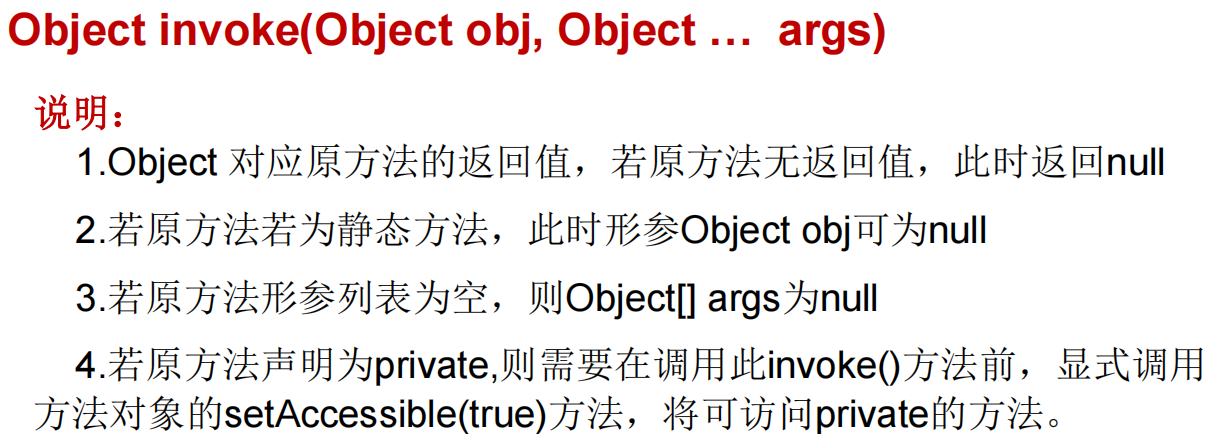 Object invoke(Object obj, Object … args)
说明：
1.Object 对应原方法的返回值，若原方法无返回值，此时返回null
2.若原方法若为静态方法，此时形参Object obj可为null
3.若原方法形参列表为空，则Object[] args为null
4.若原方法声明为private,则需要在调用此invoke()方法前，显式调用
方法对象的setAccessible(true)方法，将可访问private的方法。